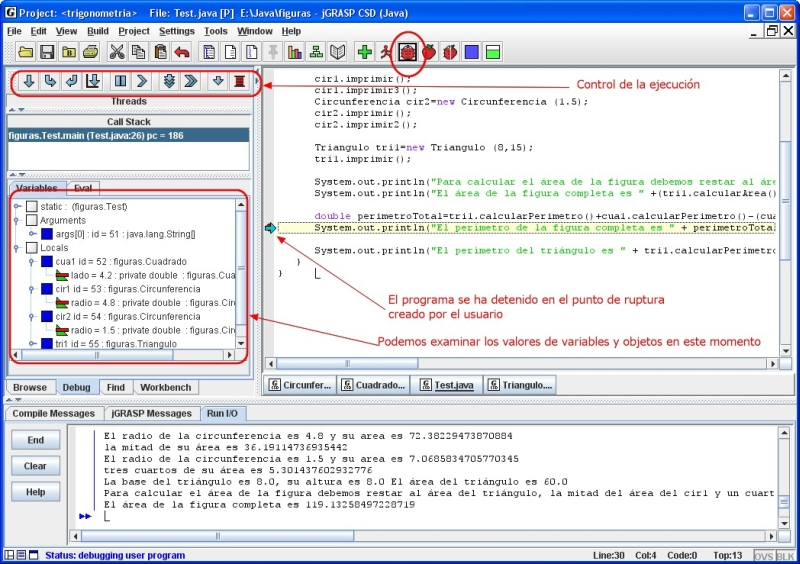 Project: <trigonometria>    File: Test.java [P]  E:\Java\figuras - jGRASP CSD (Java)
File Edit View Build Project Settings Tools Window Help
Control de la ejecución
Threads
Call Stack
figuras.Test.main (Test.java:26) pc = 186
Variables Eval
static : (figuras.Test)
Arguments
args[0] : id = 51 : java.lang.String[]
Locals
cua1 id = 52 : figuras.Cuadrado
lado = 4.2 : private double : figuras.Cua
cir1 id = 53 : figuras.Circunferencia
radio = 4.8 : private double : figuras.Cir
cir2 id = 54 : figuras.Circunferencia
radio = 1.5 : private double : figuras.Cir
tri1 id = 55 : figuras.Triangulo
Browse Debug Find Workbench
cir1.imprimir();
cir1.imprimir3();
Circunferencia cir2=new Circunferencia (1.5);
cir2.imprimir();
cir2.imprimir2();
Triangulo tri1=new Triangulo (8,15);
tri1.imprimir();
System.out.println("Para calcular el área de la figura debemos restar al áre
System.out.println("El área de la figura completa es " +(tri1.calcularArea()
double perimetroTotal=tri1.calcularPerimetro()+cua1.calcularPerimetro()-(cua
System.out.println("El perimetro de la figura completa es " + perimetroTota
System.out.println("El perimetro del triángulo es " + tri1.calcularPerimetro
}
}
El programa se ha detenido en el punto de ruptura
creado por el usuario
Podemos examinar los valores de variables y objetos en este momento
Circunfer... Cuadrado... Test.java Triangulo....
Compile Messages jGRASP Messages Run I/O
End
Clear
Help
El radio de la circunferencia es 4.8 y su area es 72.38229473870884
la mitad de su área es 36.19114736935442
El radio de la circunferencia es 1.5 y su area es 7.0685834705770345
tres cuartos de su área es 5.301437602932776
La base del triángulo es 8.0, su altura es 8.0 El área del triángulo es 60.0
Para calcular el área de la figura debemos restar al área del triángulo, la mitad del área del cir1 y un cuart
El área de la figura completa es 119.13258497228719
Status: debugging user program
Line:30 Col:4 Code:0 Top:13 OVS BLK